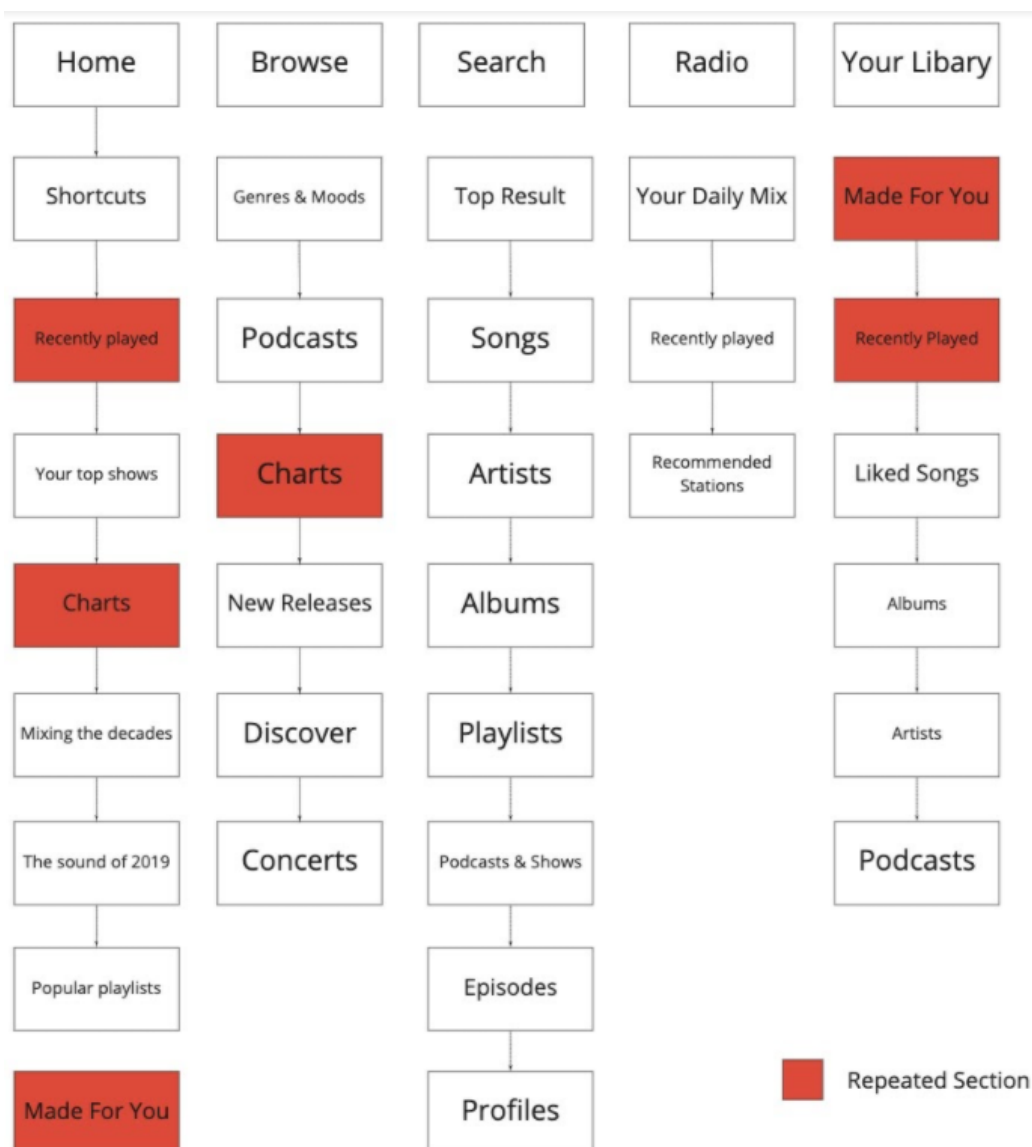 Home
Browse
Search
Radio
Your Libary
Shortcuts
Genres & Moods
Top Result
Your Daily Mix
Made For You
Recently played
Podcasts
Songs
Recently played
Recently Played
Your top shows
Charts
Artists
Recommended
Stations
Liked Songs
Charts
New Releases
Albums
Albums
Mixing the decades
Discover
Playlists
Artists
The sound of 2019
Concerts
Podcasts & Shows
Podcasts
Popular playlists
Episodes
Made For You
Profiles
Repeated Section